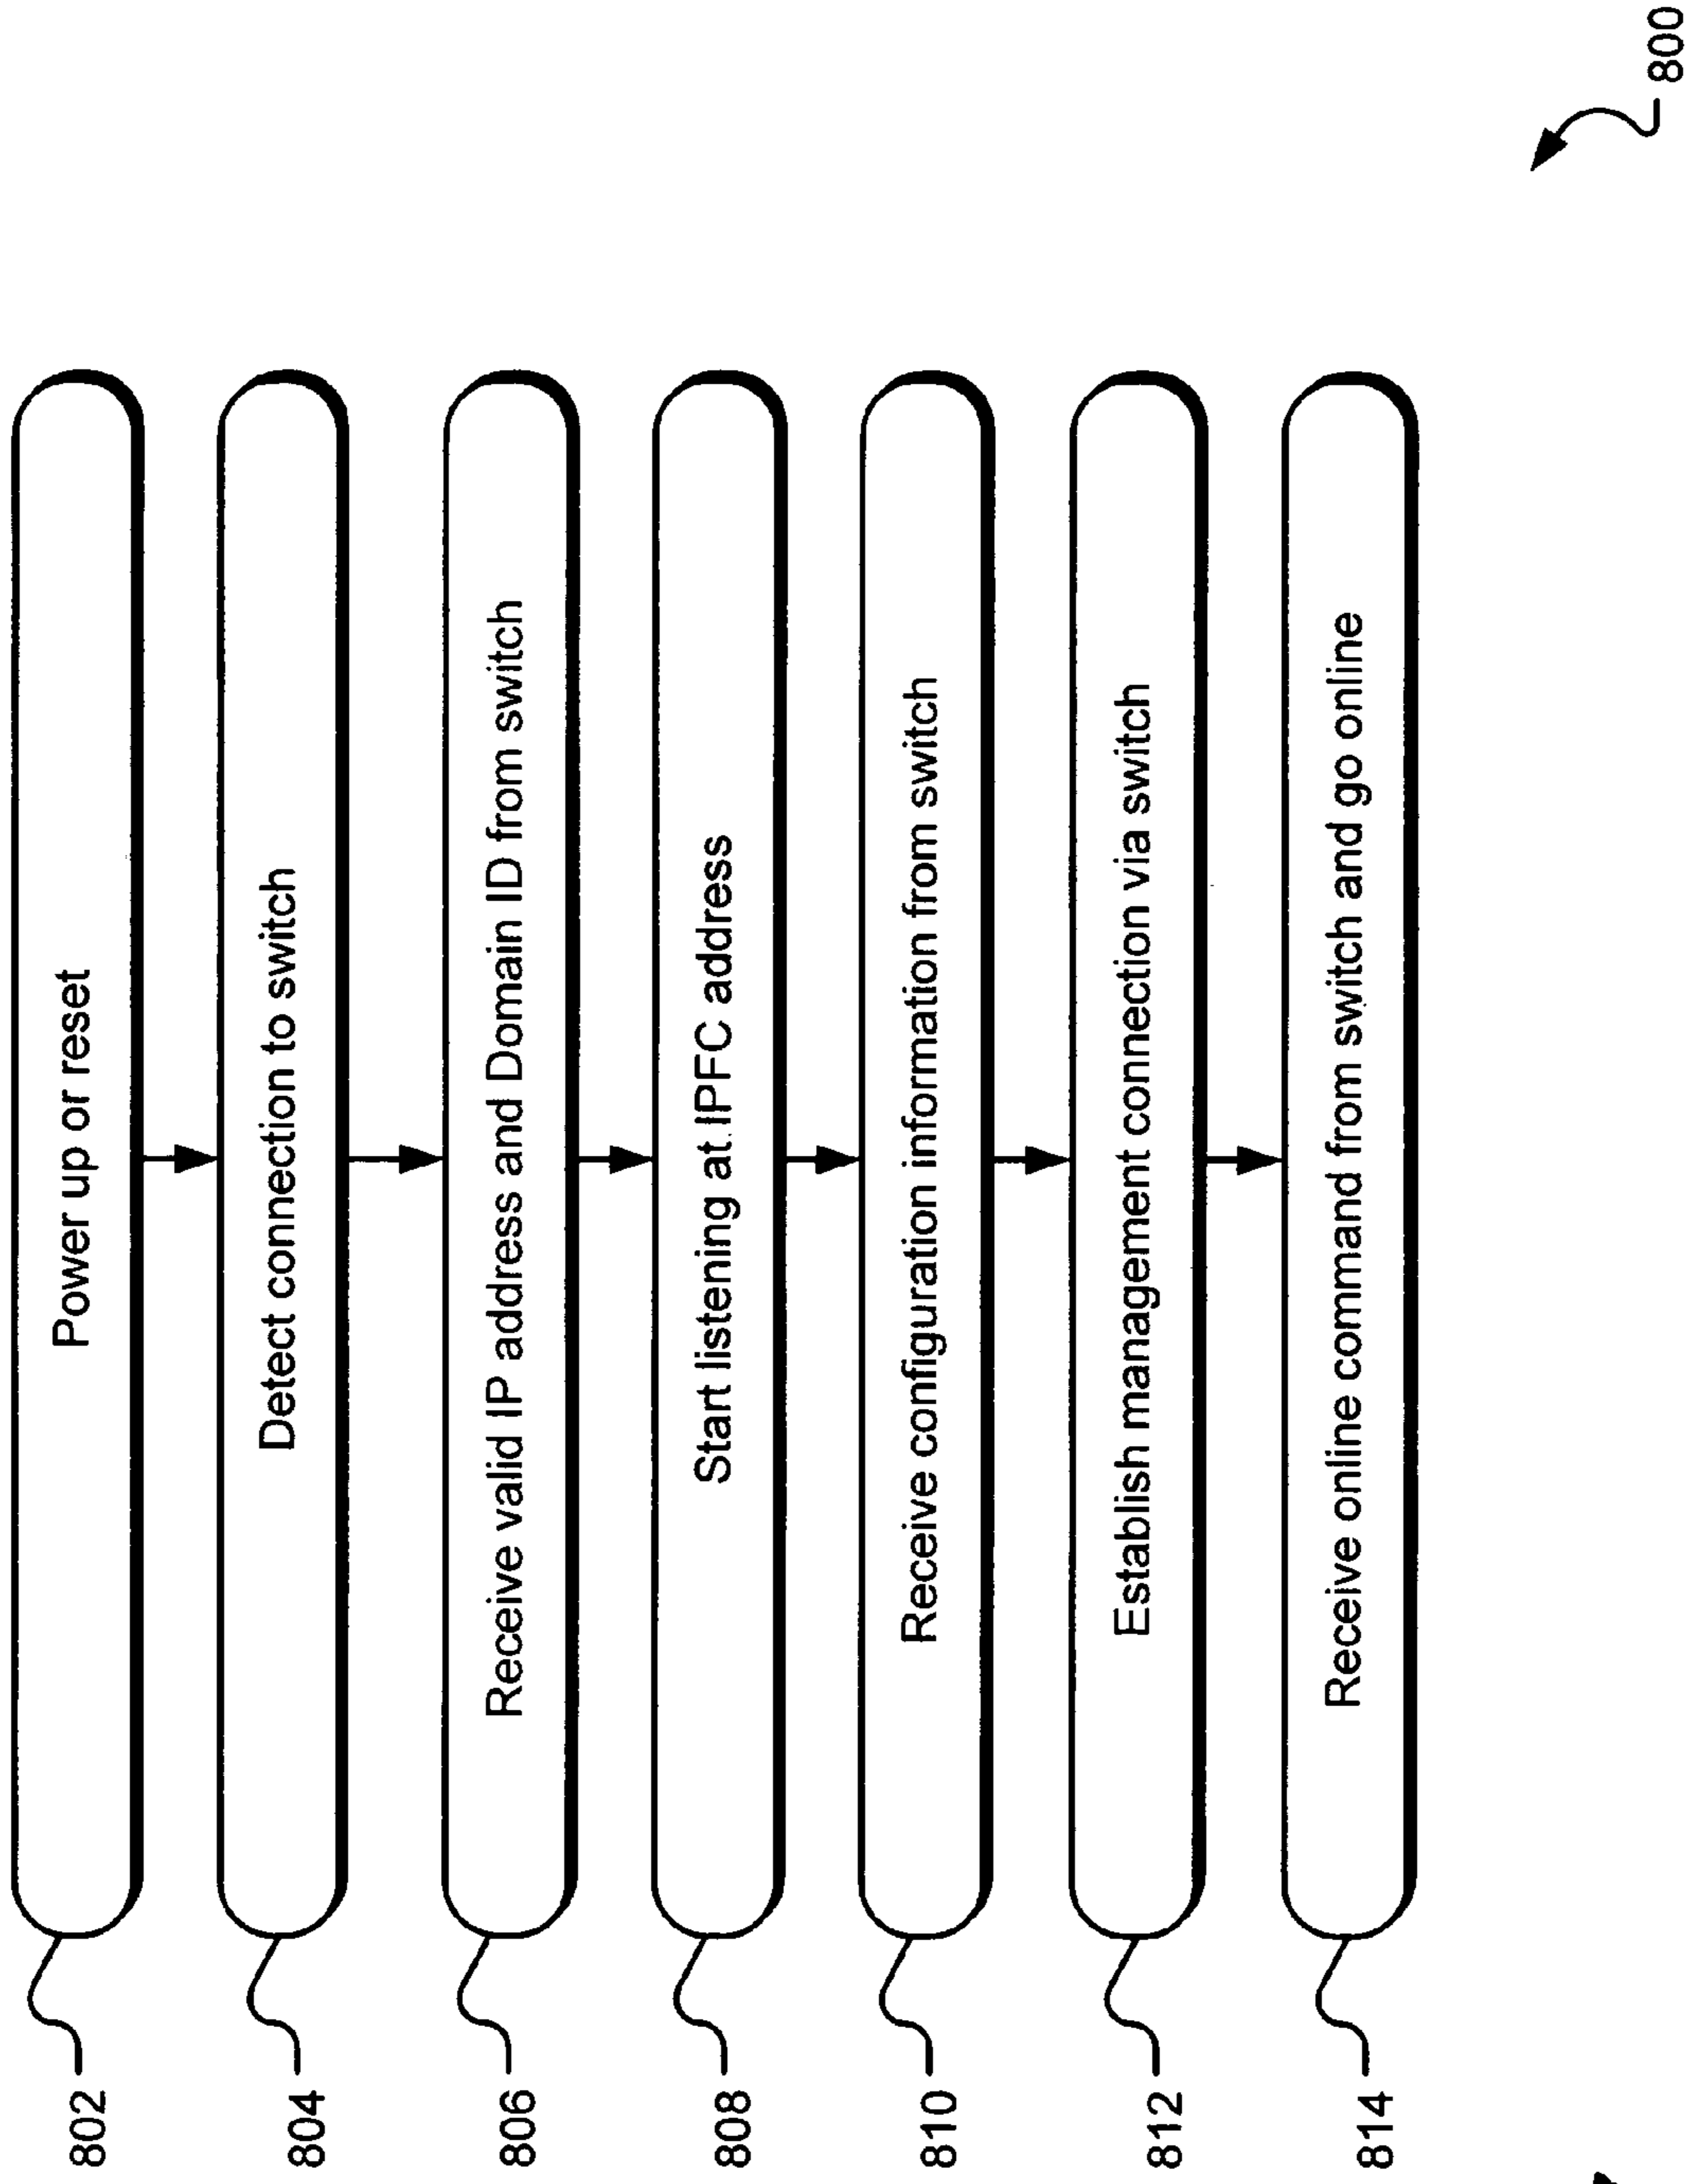 802
Power up or reset
804
Detect connection to switch
806
Receive valid IP address and Domain ID from switch
808
Start listening at IPFC address
810
Receive configuration information from switch
812
Establish management connection via switch
814
Receive online command from switch and go online
800